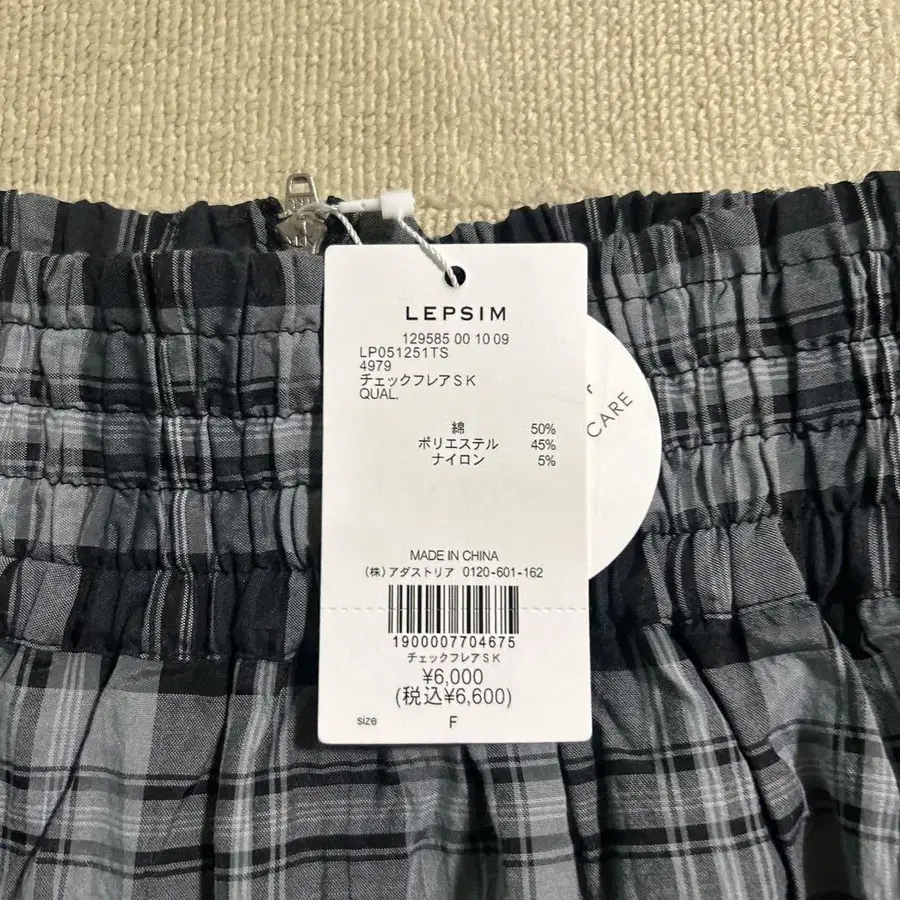 LEPSIM
129585 00 10 09
LP051251TS
4979
チェックフレアSK
QUAL.
綿 50%
ポリエステル 45%
ナイロン 5%
CARE
MADE IN CHINA
(株)アダストリア 0120-601-162
1900007704675
チェックフレアSK
¥6,000
(税込¥6,600)
size F